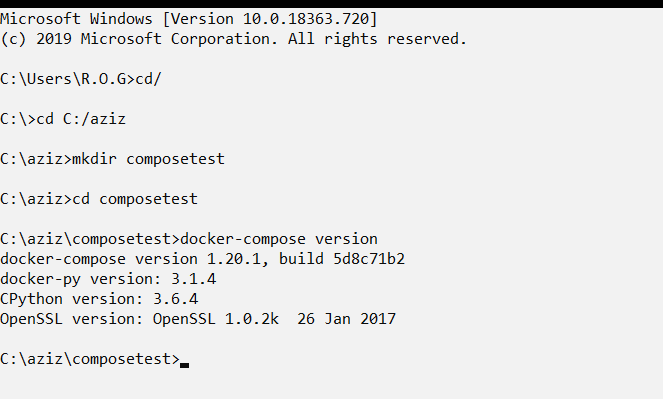 Microsoft Windows [Version 10.0.18363.720]
(c) 2019 Microsoft Corporation. All rights reserved.
C:\Users\R.O.G>cd/
C:\>cd C:/aziz
C:\aziz>mkdir composetest
C:\aziz>cd composetest
C:\aziz\composetest>docker-compose version
docker-compose version 1.20.1, build 5d8c71b2
docker-py version: 3.1.4
CPython version: 3.6.4
OpenSSL version: OpenSSL 1.0.2k  26 Jan 2017
C:\aziz\composetest>